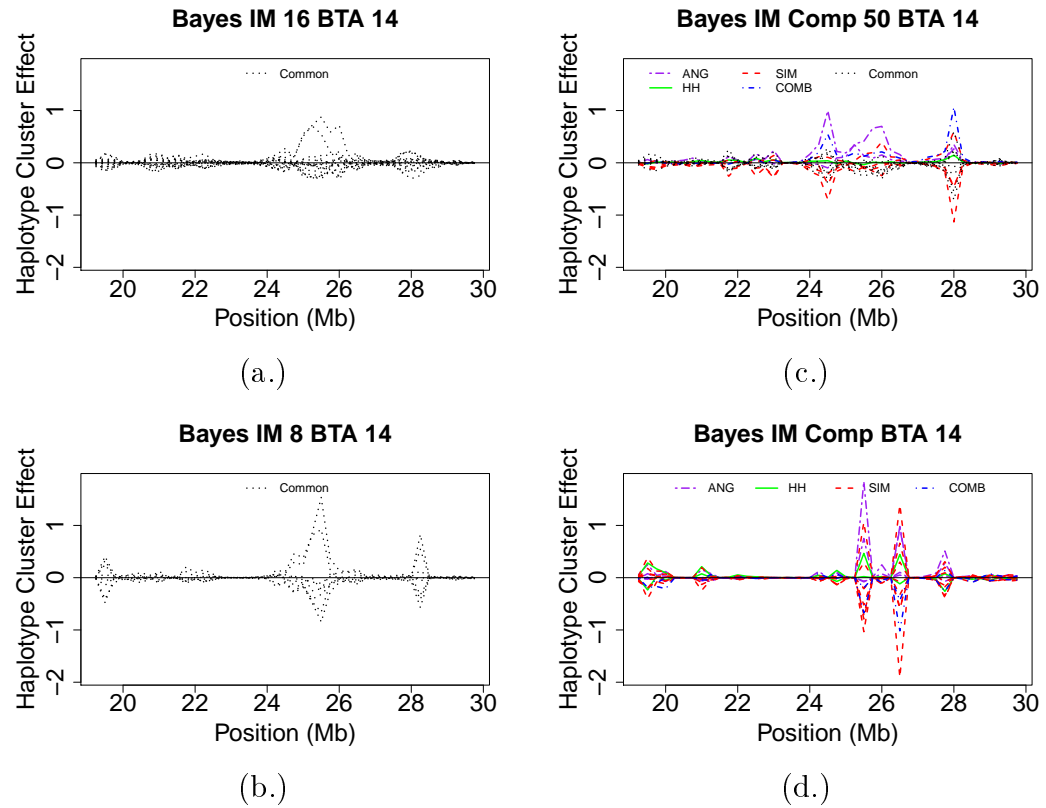 Bayes IM 16 BTA 14
Haplotype Cluster Effect
1
0
−1
−2
Common
20 22 24 26 28 30
Position (Mb)
(a.)
Bayes IM Comp 50 BTA 14
Haplotype Cluster Effect
1
0
−1
−2
ANG SIM Common
HH COMB
20 22 24 26 28 30
Position (Mb)
(c.)
Bayes IM 8 BTA 14
Haplotype Cluster Effect
1
0
−1
−2
Common
20 22 24 26 28 30
Position (Mb)
(b.)
Bayes IM Comp BTA 14
Haplotype Cluster Effect
1
0
−1
−2
ANG HH SIM COMB
20 22 24 26 28 30
Position (Mb)
(d.)